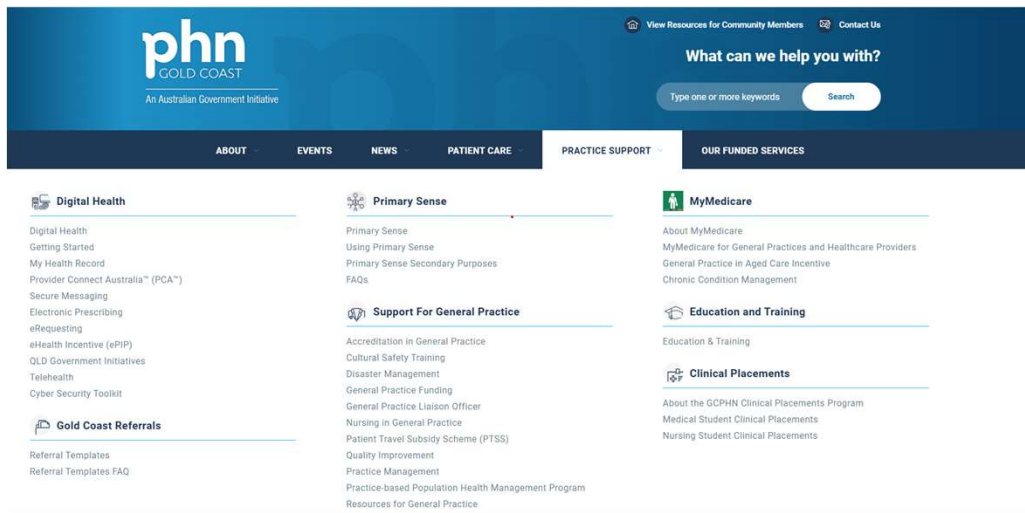 View Resources for Community Members
Contact Us
phn
GOLD COAST
An Australian Government Initiative
What can we help you with?
Type one or more keywords
Search
ABOUT
EVENTS
NEWS
PATIENT CARE
PRACTICE SUPPORT
OUR FUNDED SERVICES
Digital Health
Digital Health
Getting Started
My Health Record
Provider Connect Australia™ (PCA™)
Secure Messaging
Electronic Prescribing
eRequesting
eHealth Incentive (ePIP)
QLD Government Initiatives
Telehealth
Cyber Security Toolkit
Gold Coast Referrals
Referral Templates
Referral Templates FAQ
Primary Sense
Primary Sense
Using Primary Sense
Primary Sense Secondary Purposes
FAQs
Support For General Practice
Accreditation in General Practice
Cultural Safety Training
Disaster Management
General Practice Funding
General Practice Liaison Officer
Nursing in General Practice
Patient Travel Subsidy Scheme (PTSS)
Quality Improvement
Practice Management
Practice-based Population Health Management Program
Resources for General Practice
MyMedicare
About MyMedicare
MyMedicare for General Practices and Healthcare Providers
General Practice in Aged Care Incentive
Chronic Condition Management
Education and Training
Education & Training
Clinical Placements
About the GCPHN Clinical Placements Program
Medical Student Clinical Placements
Nursing Student Clinical Placements